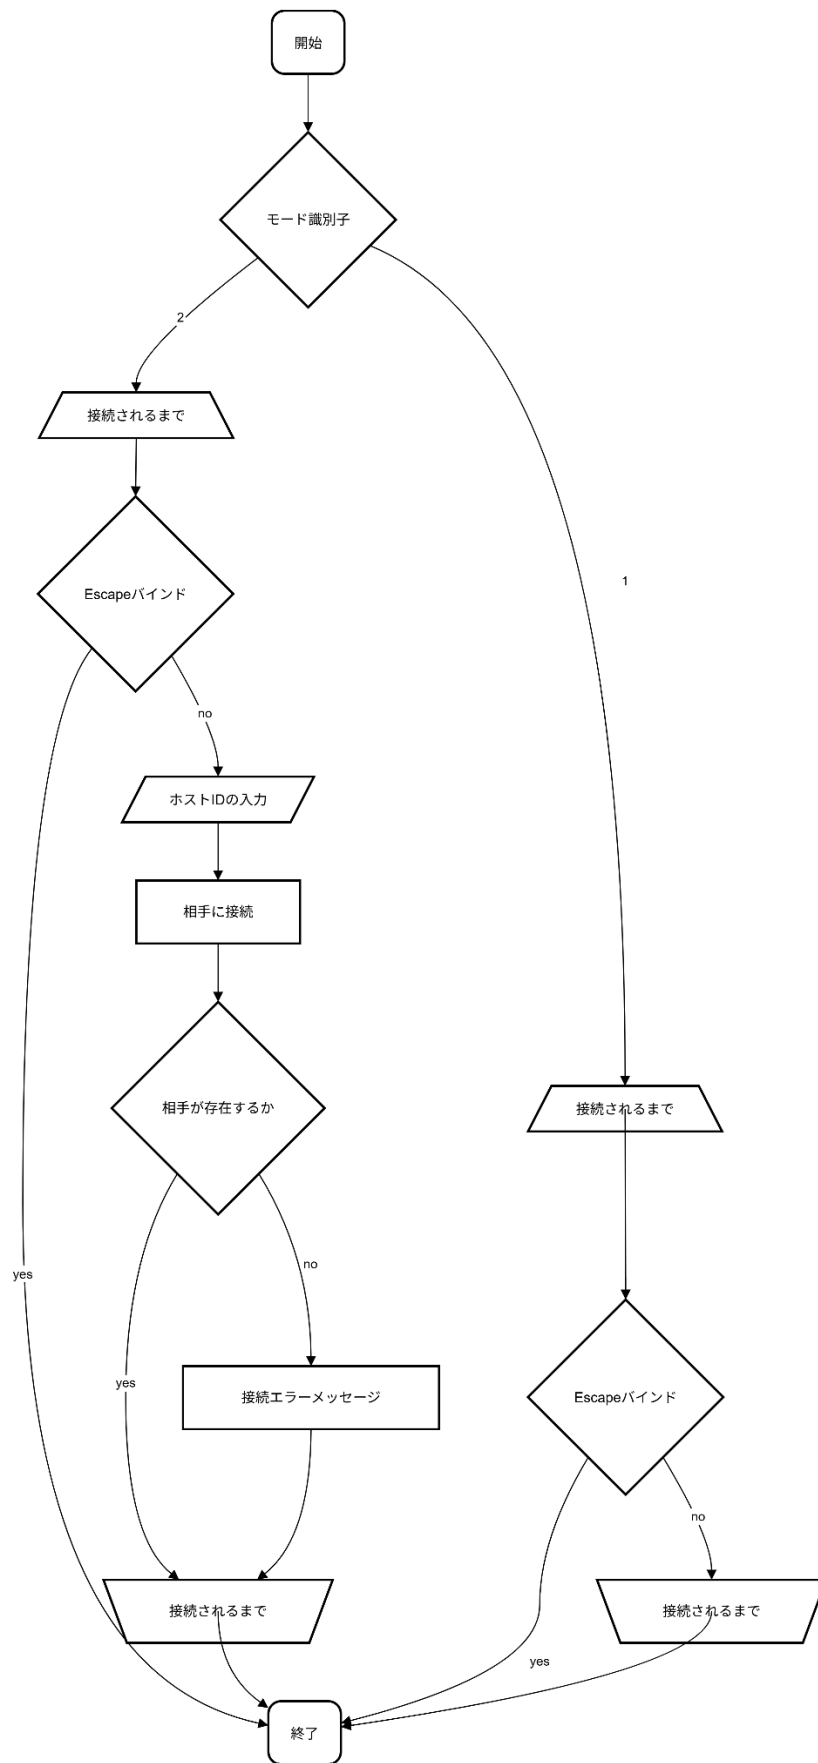 開始
モード識別子
2
接続されるまで
Escapeバインド
no
ホストIDの入力
相手に接続
相手が存在するか
yes
no
yes
接続エラーメッセージ
接続されるまで
1
接続されるまで
Escapeバインド
no
接続されるまで
yes
終了